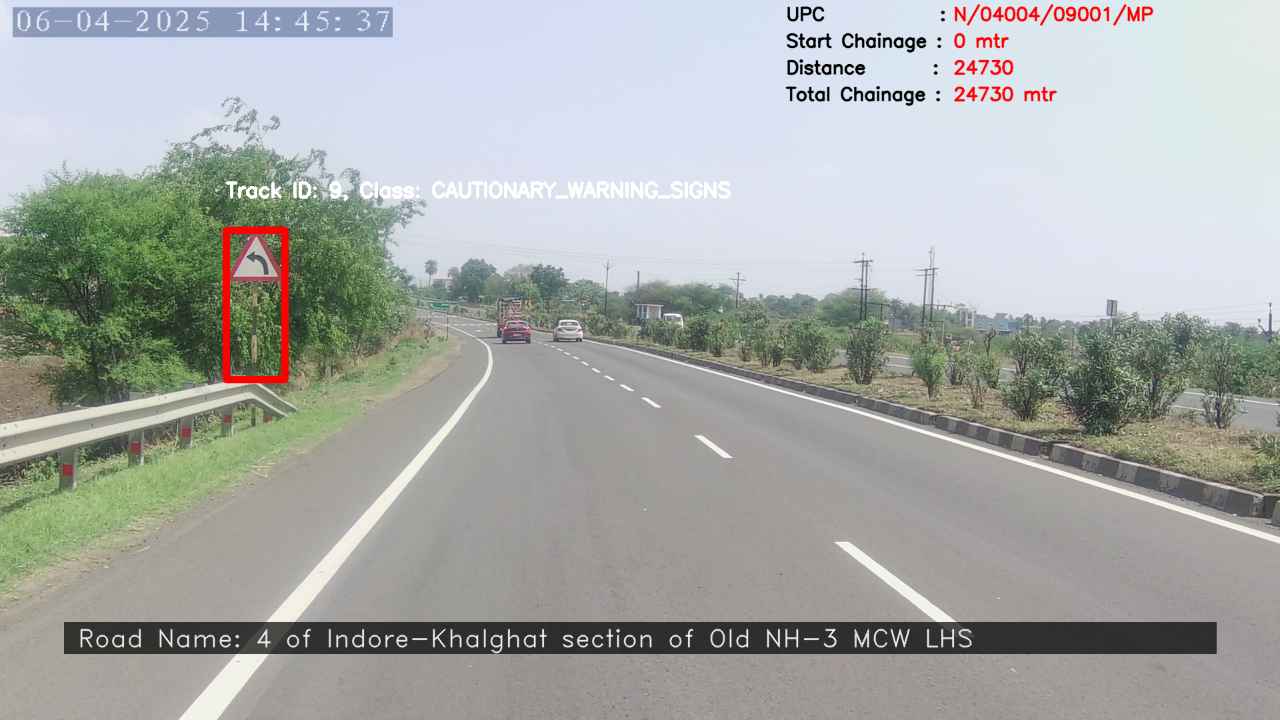 06-04-2025 14:45:37
UPC : N/04004/09001/MP
Start Chainage : 0 mtr
Distance : 24730
Total Chainage : 24730 mtr
Track ID: 9, Class: CAUTIONARY_WARNING_SIGNS
Road Name: 4 of Indore-Khalghat section of Old NH-3 MCW LHS